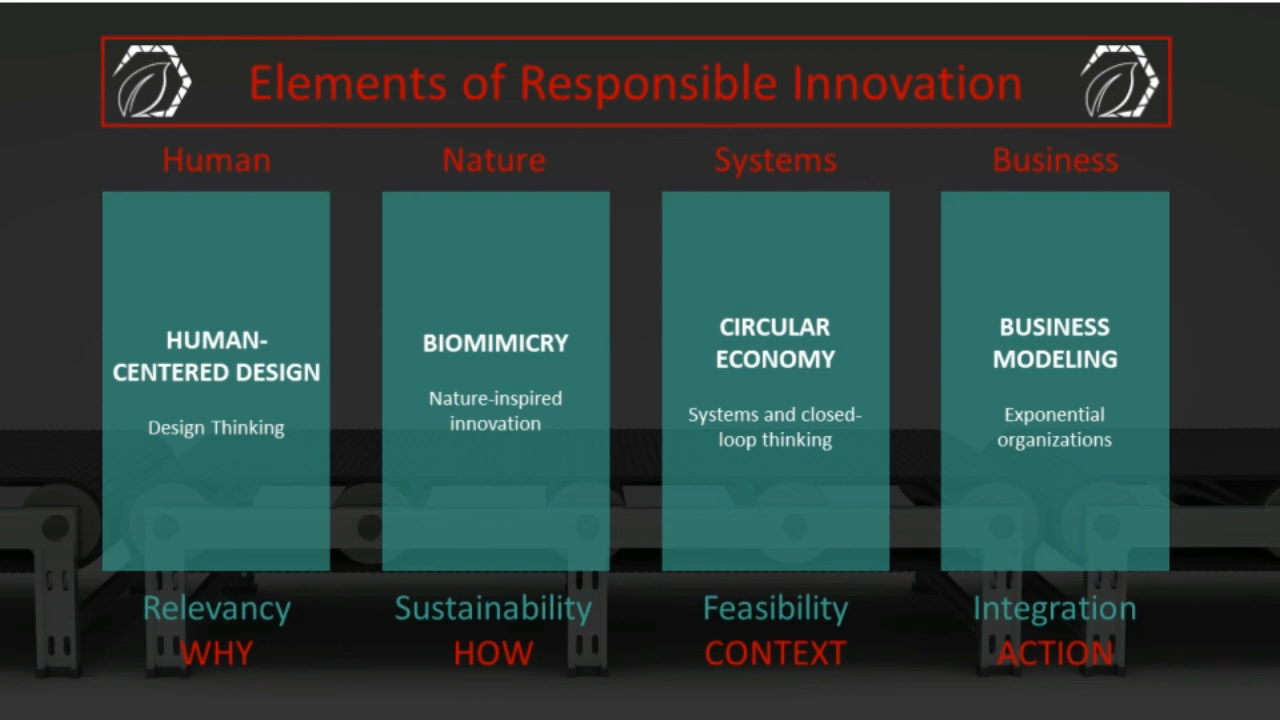 Elements of Responsible Innovation
Human
Nature
Systems
Business
HUMAN-
CENTERED DESIGN
Design Thinking
BIOMIMICRY
Nature-inspired
innovation
CIRCULAR
ECONOMY
Systems and closed-
loop thinking
BUSINESS
MODELING
Exponential
organizations
Relevancy
WHY
Sustainability
HOW
Feasibility
CONTEXT
Integration
ACTION